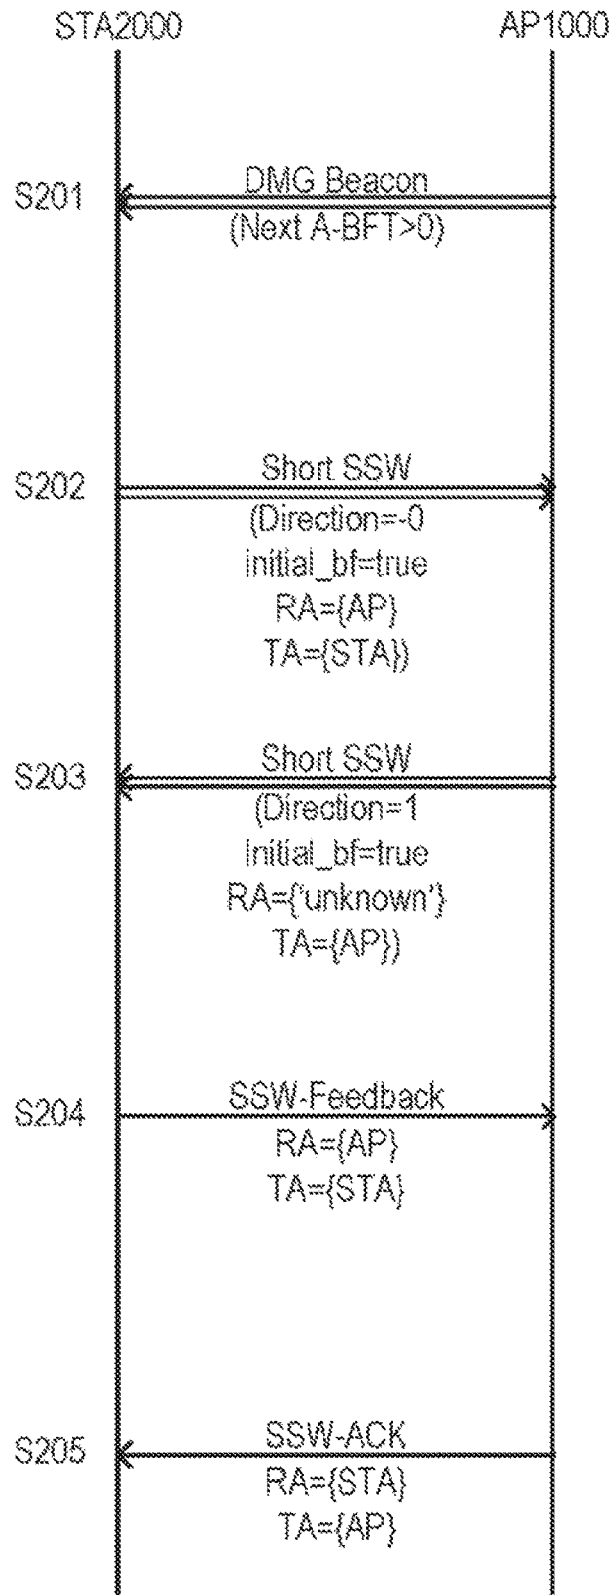 STA2000 AP1000
S201 DMG Beacon
(Next A-BFT>0)
S202 Short SSW
(Direction=-0
initial_bf=true
RA={AP}
TA={STA})
S203 Short SSW
(Direction=1
initial_bf=true
RA={'unknown'}
TA={AP})
S204 SSW-Feedback
RA={AP}
TA={STA}
S205 SSW-ACK
RA={STA}
TA={AP}